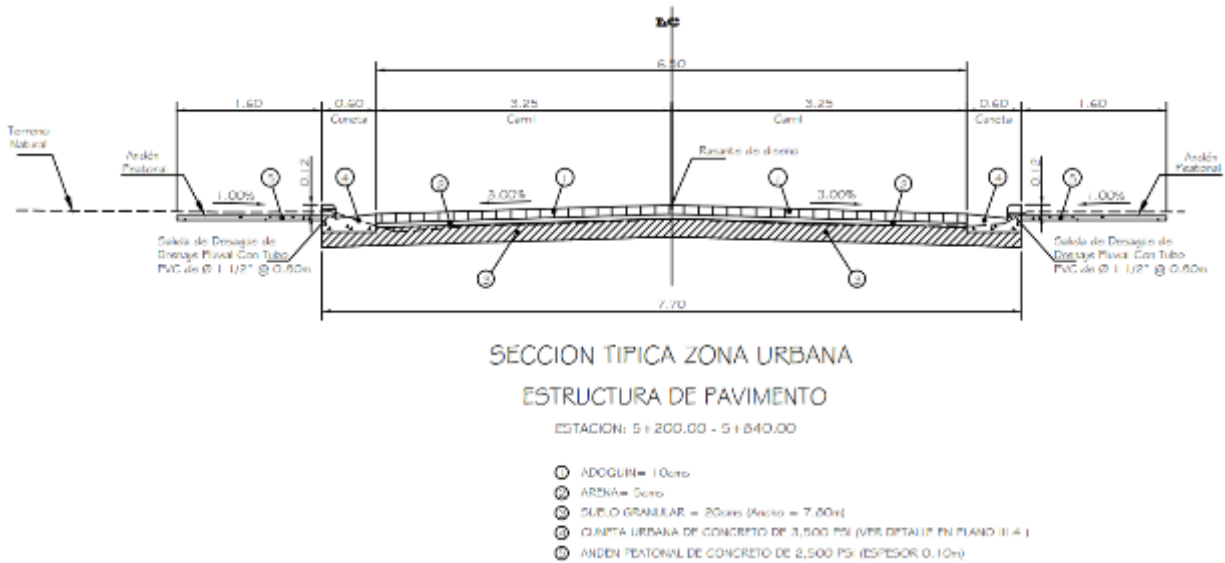 6.50
1.60 0.60 3.25 3.25 0.60 1.60
Cuneta Carril Carril Cuneta
Terreno
Natural
Andén
Peatonal
Rasante de diseno
Andén
Peatonal
0.12 0.12
1.00% 5 4 2 3.00% 1 1 3.00% 2 4 5 1.00%
Salida de Desagüe de
Drenaje Pluvial Con Tubo
PVC de Ø 1 1/2" @ 0.80m
Salida de Desagüe de
Drenaje Pluvial Con Tubo
PVC de Ø 1 1/2" @ 0.80m
3 3
7.70
SECCION TIPICA ZONA URBANA
ESTRUCTURA DE PAVIMENTO
ESTACION: 5+200.00 - 5+840.00
1 ADOQUIN= 10cms
2 ARENA= 5cms
3 SUELO GRANULAR = 20cms (Ancho = 7.80m)
4 CUNETA URBANA DE CONCRETO DE 3,500 PSI (VER DETALLE EN PLANO III.4 )
5 ANDEN PEATONAL DE CONCRETO DE 2,500 PSI (ESPESOR 0.10m)